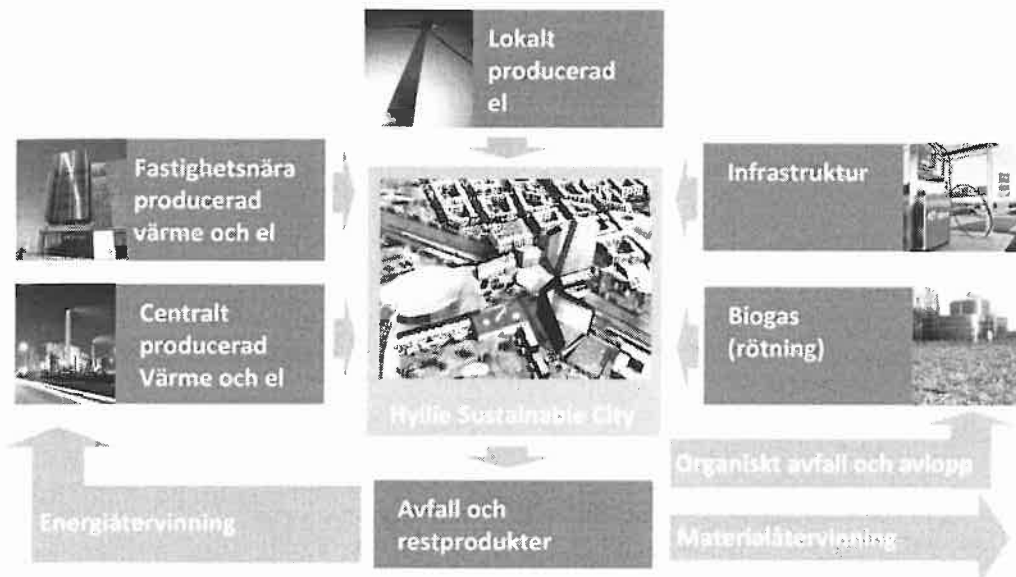 Lokalt
producerad
el
Fastighetsnära
producerad
värme och el
Infrastruktur
Centralt
producerad
Värme och el
Biogas
(rötning)
Hyllie Sustainable City
Organiskt avfall och avlopp
Energiåtervinning
Avfall och
restprodukter
Materialåtervinning